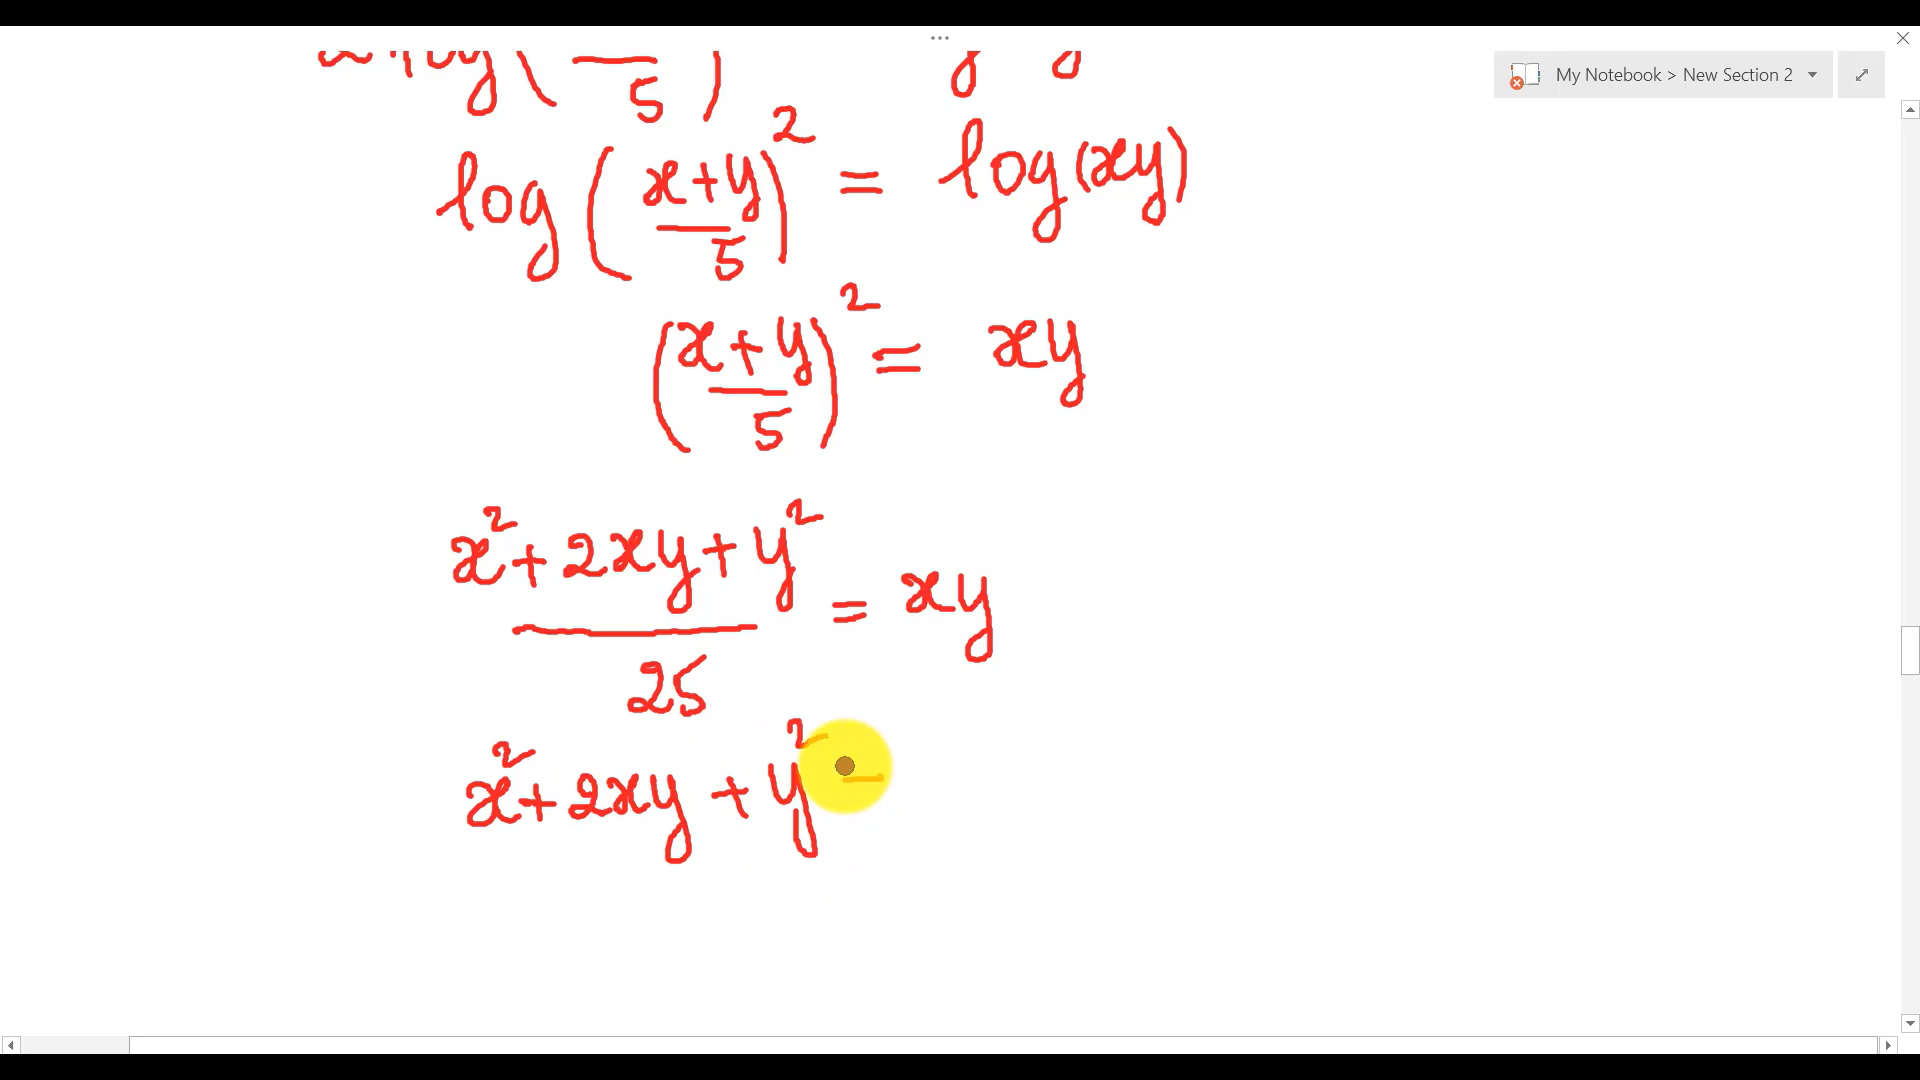 My Notebook > New Section 2
5
log((x+y)/5)² = log(xy)
((x+y)/5)² = xy
(x²+2xy+y²)/25 = xy
x²+2xy+y²